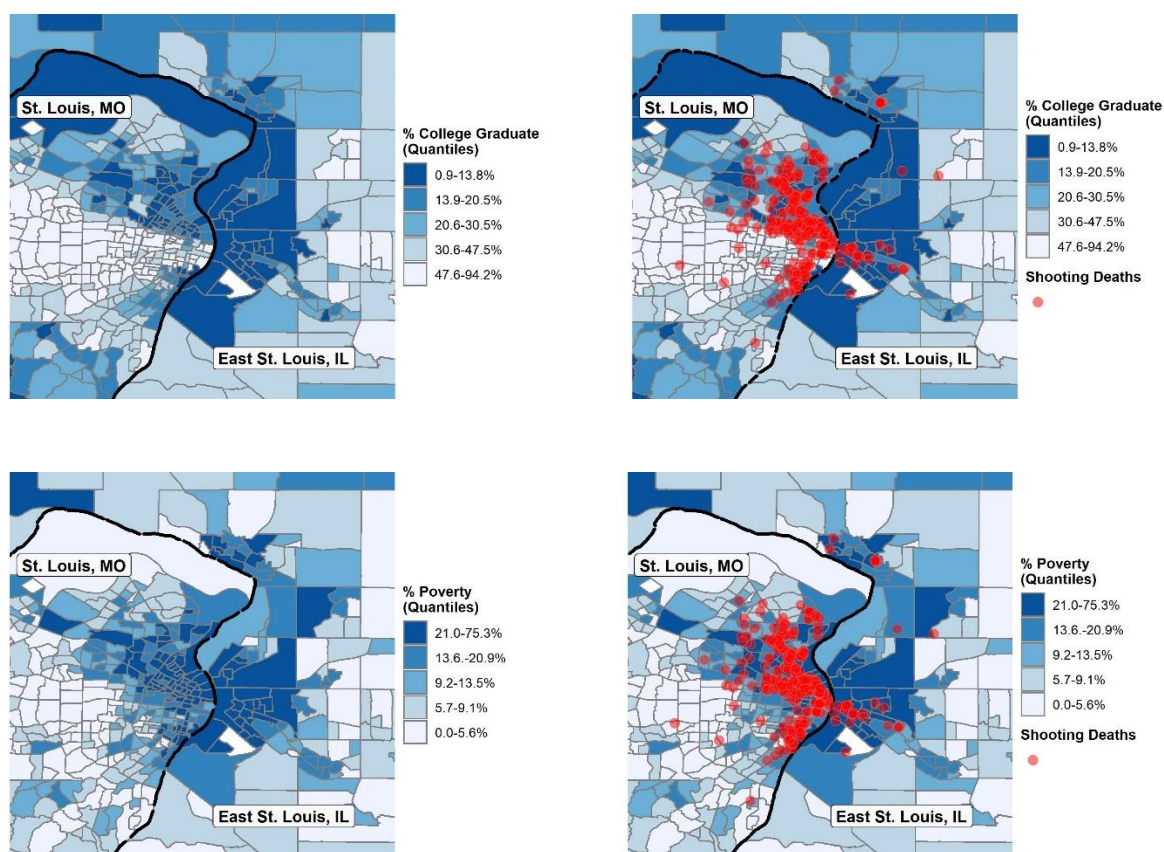 St. Louis, MO
East St. Louis, IL
% College Graduate
(Quantiles)
0.9-13.8%
13.9-20.5%
20.6-30.5%
30.6-47.5%
47.6-94.2%
St. Louis, MO
East St. Louis, IL
% College Graduate
(Quantiles)
0.9-13.8%
13.9-20.5%
20.6-30.5%
30.6-47.5%
47.6-94.2%
Shooting Deaths
St. Louis, MO
East St. Louis, IL
% Poverty
(Quantiles)
21.0-75.3%
13.6.-20.9%
9.2-13.5%
5.7-9.1%
0.0-5.6%
St. Louis, MO
East St. Louis, IL
% Poverty
(Quantiles)
21.0-75.3%
13.6.-20.9%
9.2-13.5%
5.7-9.1%
0.0-5.6%
Shooting Deaths